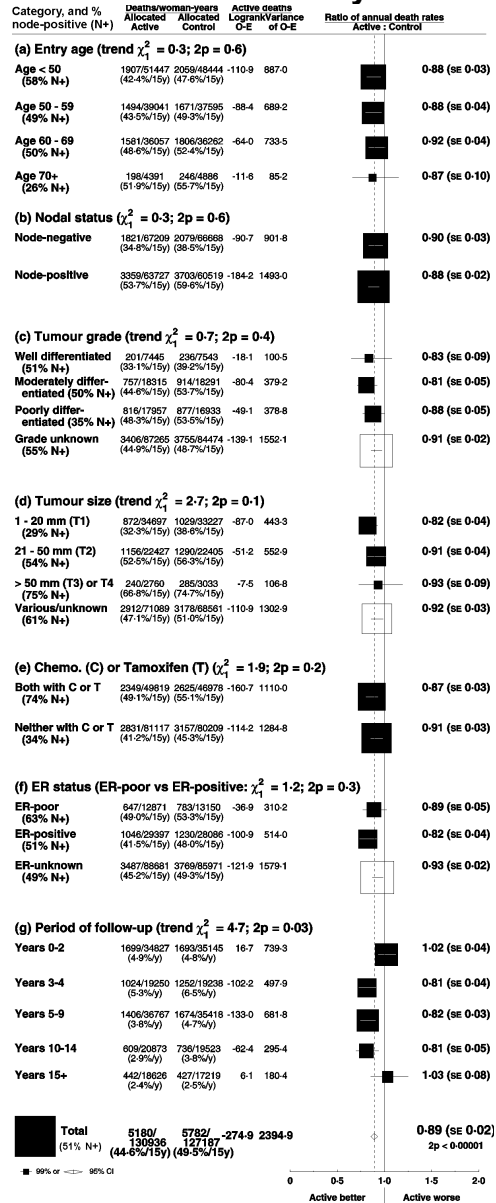 Category, and %
node-positive (N+)
Deaths/woman-years
Allocated Allocated
Active Control
Active deaths
Logrank Variance
O-E of O-E
Ratio of annual death rates
Active : Control
(a) Entry age (trend χ²₁ = 0·3; 2p = 0·6)
Age < 50 1907/51447 2059/48444 -110·9 887·0 0·88 (SE 0·03)
(58% N+) (42·4%/15y) (47·6%/15y)
Age 50 - 59 1494/39041 1671/37595 -88·4 689·2 0·88 (SE 0·04)
(49% N+) (43·5%/15y) (49·3%/15y)
Age 60 - 69 1581/36057 1806/36262 -64·0 733·5 0·92 (SE 0·04)
(50% N+) (48·6%/15y) (52·4%/15y)
Age 70+ 198/4391 246/4886 -11·6 85·2 0·87 (SE 0·10)
(26% N+) (51·9%/15y) (55·7%/15y)
(b) Nodal status (χ²₁ = 0·3; 2p = 0·6)
Node-negative 1821/67209 2079/66668 -90·7 901·8 0·90 (SE 0·03)
(34·8%/15y) (38·5%/15y)
Node-positive 3359/63727 3703/60519 -184·2 1493·0 0·88 (SE 0·02)
(53·7%/15y) (59·6%/15y)
(c) Tumour grade (trend χ²₁ = 0·7; 2p = 0·4)
Well differentiated 201/7445 236/7543 -18·1 100·5 0·83 (SE 0·09)
(51% N+) (33·1%/15y) (39·2%/15y)
Moderately differ- 757/18315 914/18291 -80·4 379·2 0·81 (SE 0·05)
entiated (50% N+) (44·6%/15y) (53·7%/15y)
Poorly differ- 816/17957 877/16933 -49·1 378·8 0·88 (SE 0·05)
entiated (35% N+) (48·3%/15y) (53·5%/15y)
Grade unknown 3406/87265 3755/84474 -139·1 1552·1 0·91 (SE 0·02)
(55% N+) (44·9%/15y) (48·7%/15y)
(d) Tumour size (trend χ²₁ = 2·7; 2p = 0·1)
1 - 20 mm (T1) 872/34697 1029/33227 -87·0 443·3 0·82 (SE 0·04)
(29% N+) (32·3%/15y) (38·6%/15y)
21 - 50 mm (T2) 1156/22427 1290/22405 -51·2 552·9 0·91 (SE 0·04)
(54% N+) (52·5%/15y) (56·3%/15y)
> 50 mm (T3) or T4 240/2760 285/3033 -7·5 106·8 0·93 (SE 0·09)
(75% N+) (66·8%/15y) (74·7%/15y)
Various/unknown 2912/71089 3178/68561 -110·9 1302·9 0·92 (SE 0·03)
(61% N+) (47·1%/15y) (51·0%/15y)
(e) Chemo. (C) or Tamoxifen (T) (χ²₁ = 1·9; 2p = 0·2)
Both with C or T 2349/49819 2625/46978 -160·7 1110·0 0·87 (SE 0·03)
(74% N+) (49·1%/15y) (55·1%/15y)
Neither with C or T 2831/81117 3157/80209 -114·2 1284·8 0·91 (SE 0·03)
(34% N+) (41·2%/15y) (45·3%/15y)
(f) ER status (ER-poor vs ER-positive: χ²₁ = 1·2; 2p = 0·3)
ER-poor 647/12871 783/13150 -36·9 310·2 0·89 (SE 0·05)
(63% N+) (49·0%/15y) (53·3%/15y)
ER-positive 1046/29397 1230/28086 -100·9 514·0 0·82 (SE 0·04)
(51% N+) (41·5%/15y) (48·0%/15y)
ER-unknown 3487/88681 3769/85971 -121·9 1579·1 0·93 (SE 0·02)
(49% N+) (45·2%/15y) (49·3%/15y)
(g) Period of follow-up (trend χ²₁ = 4·7; 2p = 0·03)
Years 0-2 1699/34827 1693/35145 16·7 739·3 1·02 (SE 0·04)
(4·9%/y) (4·8%/y)
Years 3-4 1024/19250 1252/19238 -102·2 497·9 0·81 (SE 0·04)
(5·3%/y) (6·5%/y)
Years 5-9 1406/36767 1674/35418 -133·0 681·8 0·82 (SE 0·03)
(3·8%/y) (4·7%/y)
Years 10-14 609/20873 736/19523 -62·4 295·4 0·81 (SE 0·05)
(2·9%/y) (3·8%/y)
Years 15+ 442/18626 427/17219 6·1 180·4 1·03 (SE 0·08)
(2·4%/y) (2·5%/y)
Total 5180/ 5782/ -274·9 2394·9 0·89 (SE 0·02)
(51% N+) 130936 127187 2p < 0·00001
(44·6%/15y) (49·5%/15y)
99% or 95% CI
0 0·5 1·0 1·5 2·0
Active better Active worse